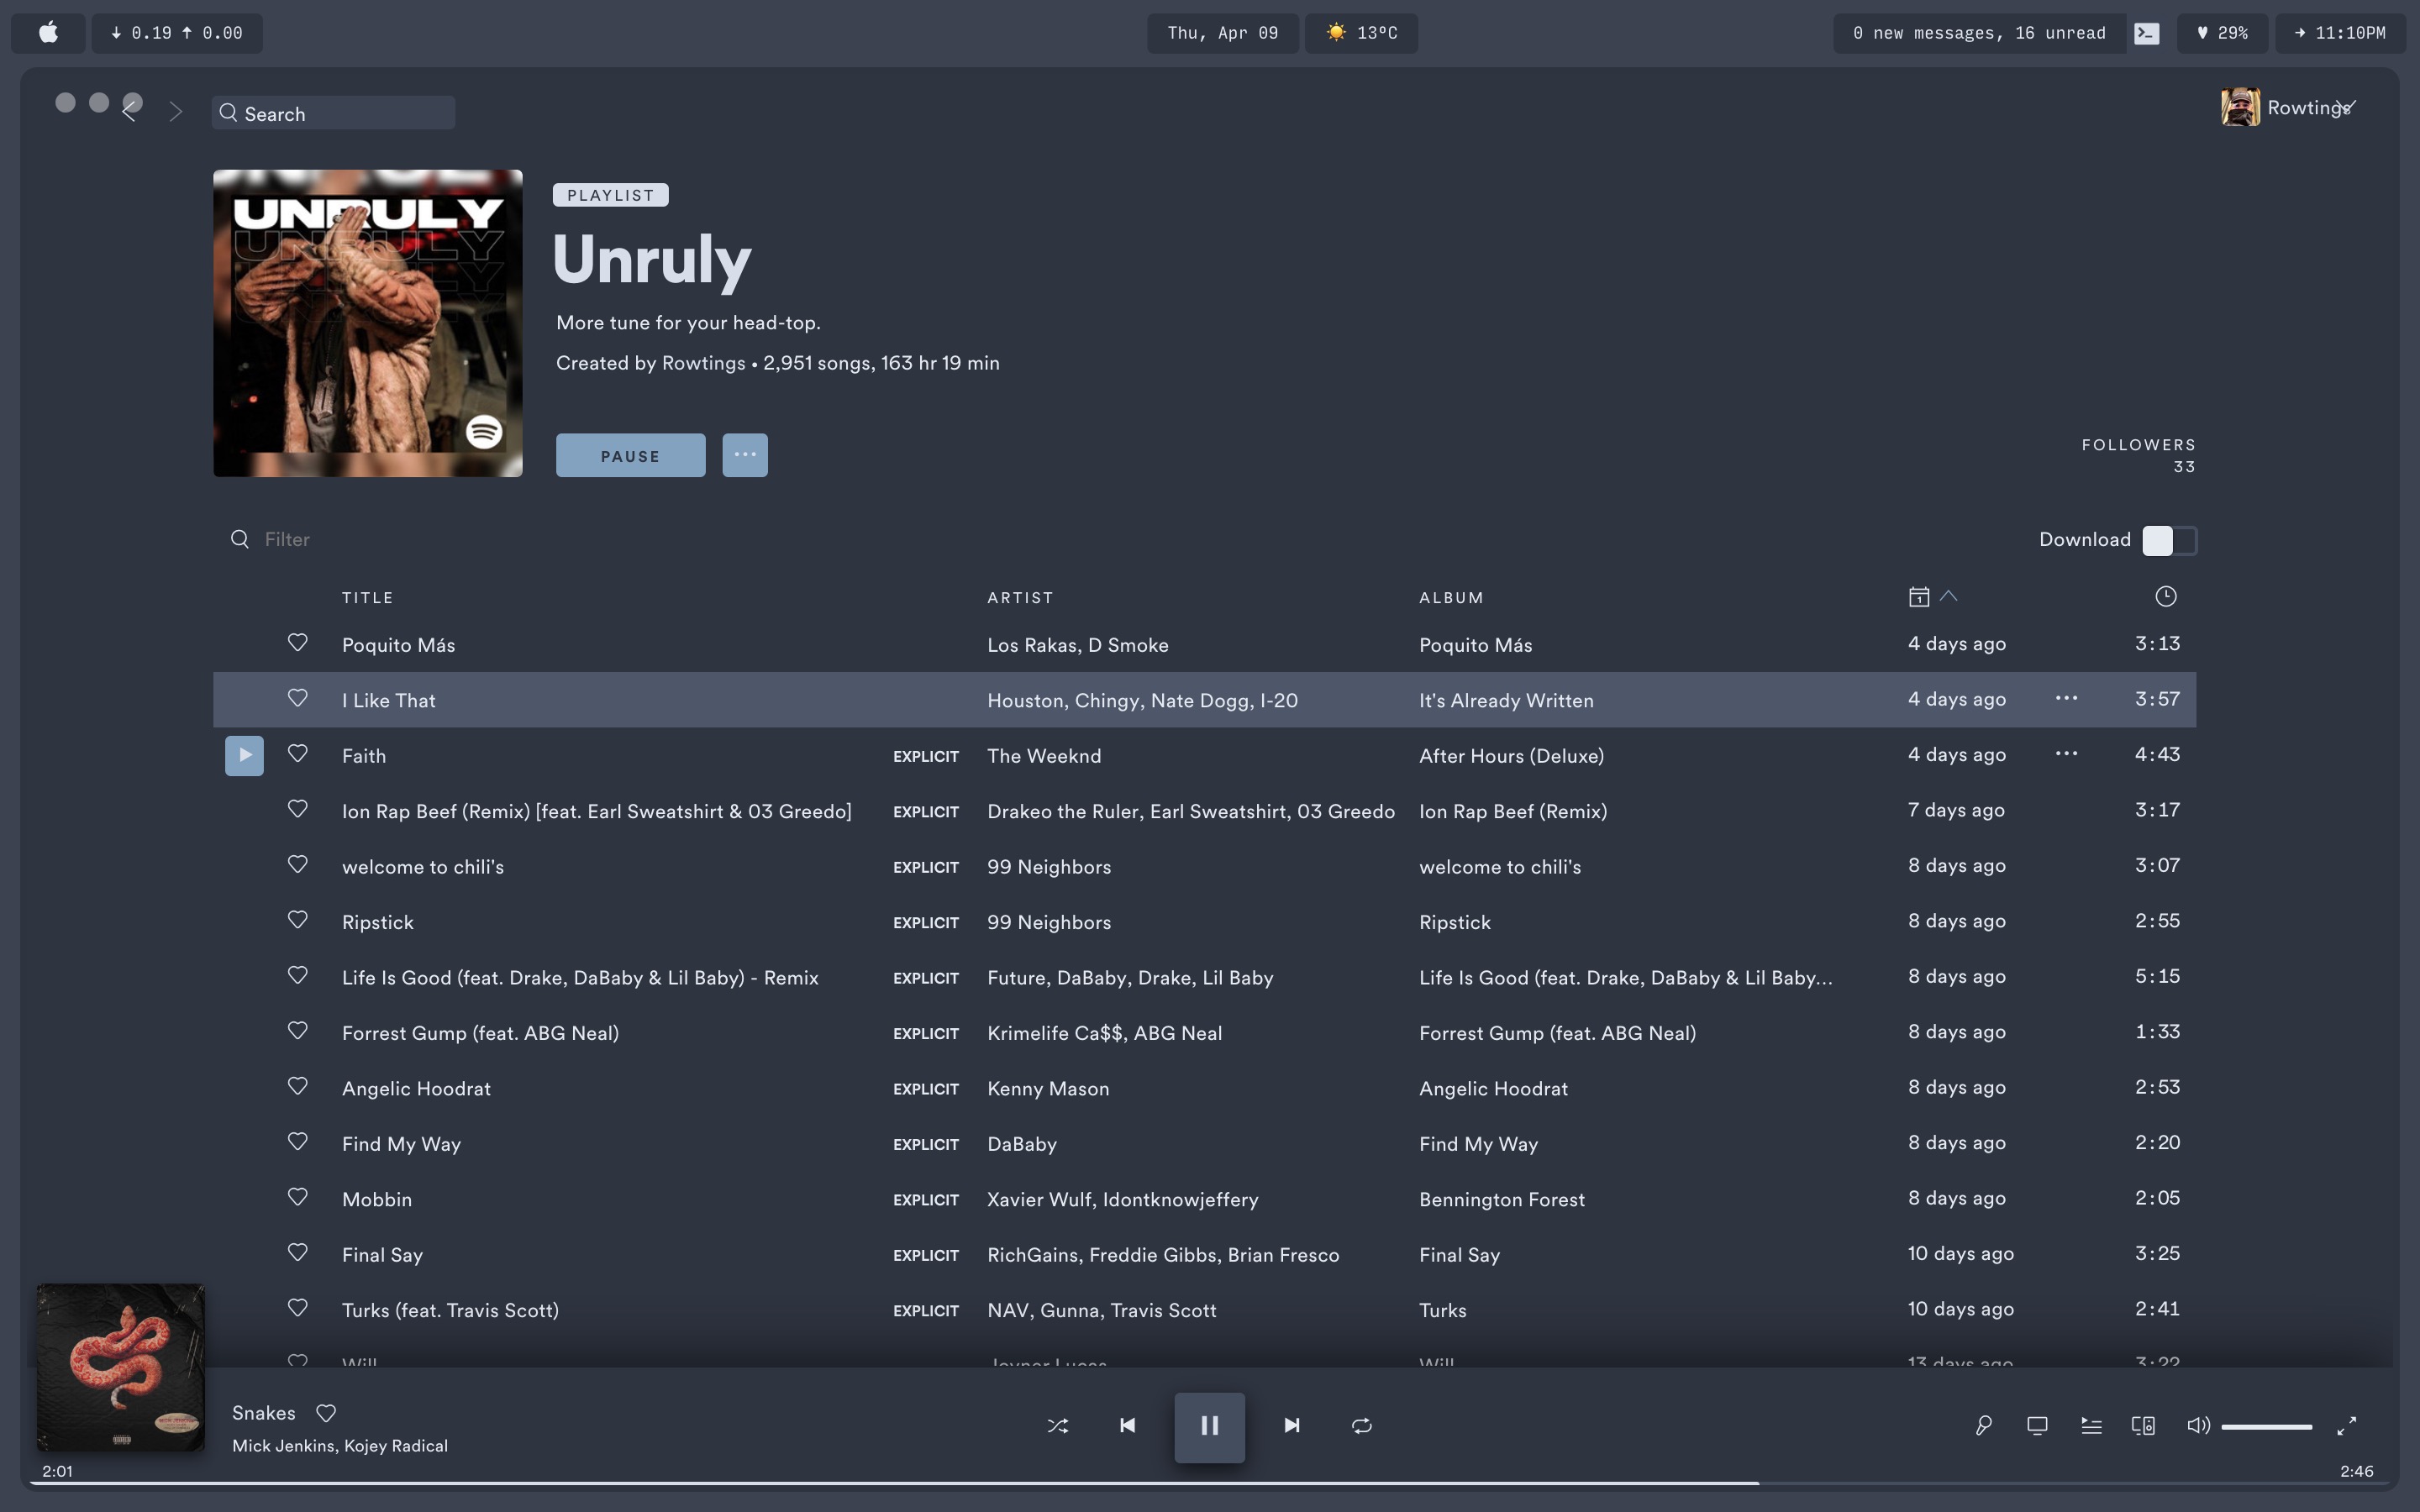 ↓ 0.19 ↑ 0.00
Thu, Apr 09
13ºC
0 new messages, 16 unread
29%
11:10PM
Search
Rowtings
UNRULY
PLAYLIST
Unruly
More tune for your head-top.
Created by Rowtings • 2,951 songs, 163 hr 19 min
PAUSE
FOLLOWERS
33
Filter
Download
TITLE ARTIST ALBUM
Poquito Más Los Rakas, D Smoke Poquito Más 4 days ago 3:13
I Like That Houston, Chingy, Nate Dogg, I-20 It's Already Written 4 days ago ••• 3:57
Faith EXPLICIT The Weeknd After Hours (Deluxe) 4 days ago ••• 4:43
Ion Rap Beef (Remix) [feat. Earl Sweatshirt & 03 Greedo] EXPLICIT Drakeo the Ruler, Earl Sweatshirt, 03 Greedo Ion Rap Beef (Remix) 7 days ago 3:17
welcome to chili's EXPLICIT 99 Neighbors welcome to chili's 8 days ago 3:07
Ripstick EXPLICIT 99 Neighbors Ripstick 8 days ago 2:55
Life Is Good (feat. Drake, DaBaby & Lil Baby) - Remix EXPLICIT Future, DaBaby, Drake, Lil Baby Life Is Good (feat. Drake, DaBaby & Lil Baby... 8 days ago 5:15
Forrest Gump (feat. ABG Neal) EXPLICIT Krimelife Ca$$, ABG Neal Forrest Gump (feat. ABG Neal) 8 days ago 1:33
Angelic Hoodrat EXPLICIT Kenny Mason Angelic Hoodrat 8 days ago 2:53
Find My Way EXPLICIT DaBaby Find My Way 8 days ago 2:20
Mobbin EXPLICIT Xavier Wulf, Idontknowjeffery Bennington Forest 8 days ago 2:05
Final Say EXPLICIT RichGains, Freddie Gibbs, Brian Fresco Final Say 10 days ago 3:25
Turks (feat. Travis Scott) EXPLICIT NAV, Gunna, Travis Scott Turks 10 days ago 2:41
Will Joyner Lucas Will 13 days ago 3:22
Snakes
Mick Jenkins, Kojey Radical
2:01
2:46